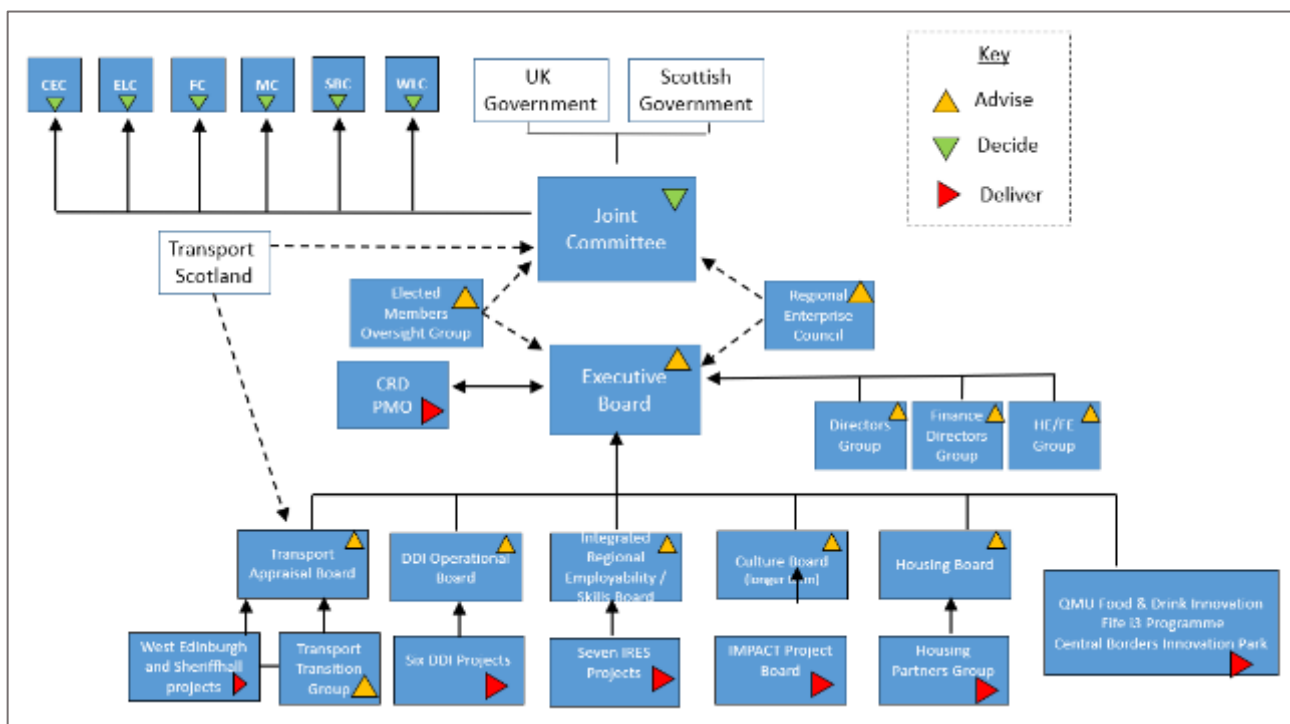 CEC
ELC
FC
MC
SBC
WLC
UK
Government
Scottish
Government
Key
Advise
Decide
Deliver
Joint
Committee
Transport
Scotland
Elected
Members
Oversight Group
Regional
Enterprise
Council
CRD
PMO
Executive
Board
Directors
Group
Finance
Directors
Group
HE/FE
Group
Transport
Appraisal Board
DDI Operational
Board
Integrated
Regional
Employability /
Skills Board
Culture Board
(longer term)
Housing Board
QMU Food & Drink Innovation
Fife i3 Programme
Central Borders Innovation Park
West Edinburgh
and Sheriffhall
projects
Transport
Transition
Group
Six DDI Projects
Seven IRES
Projects
IMPACT Project
Board
Housing
Partners Group